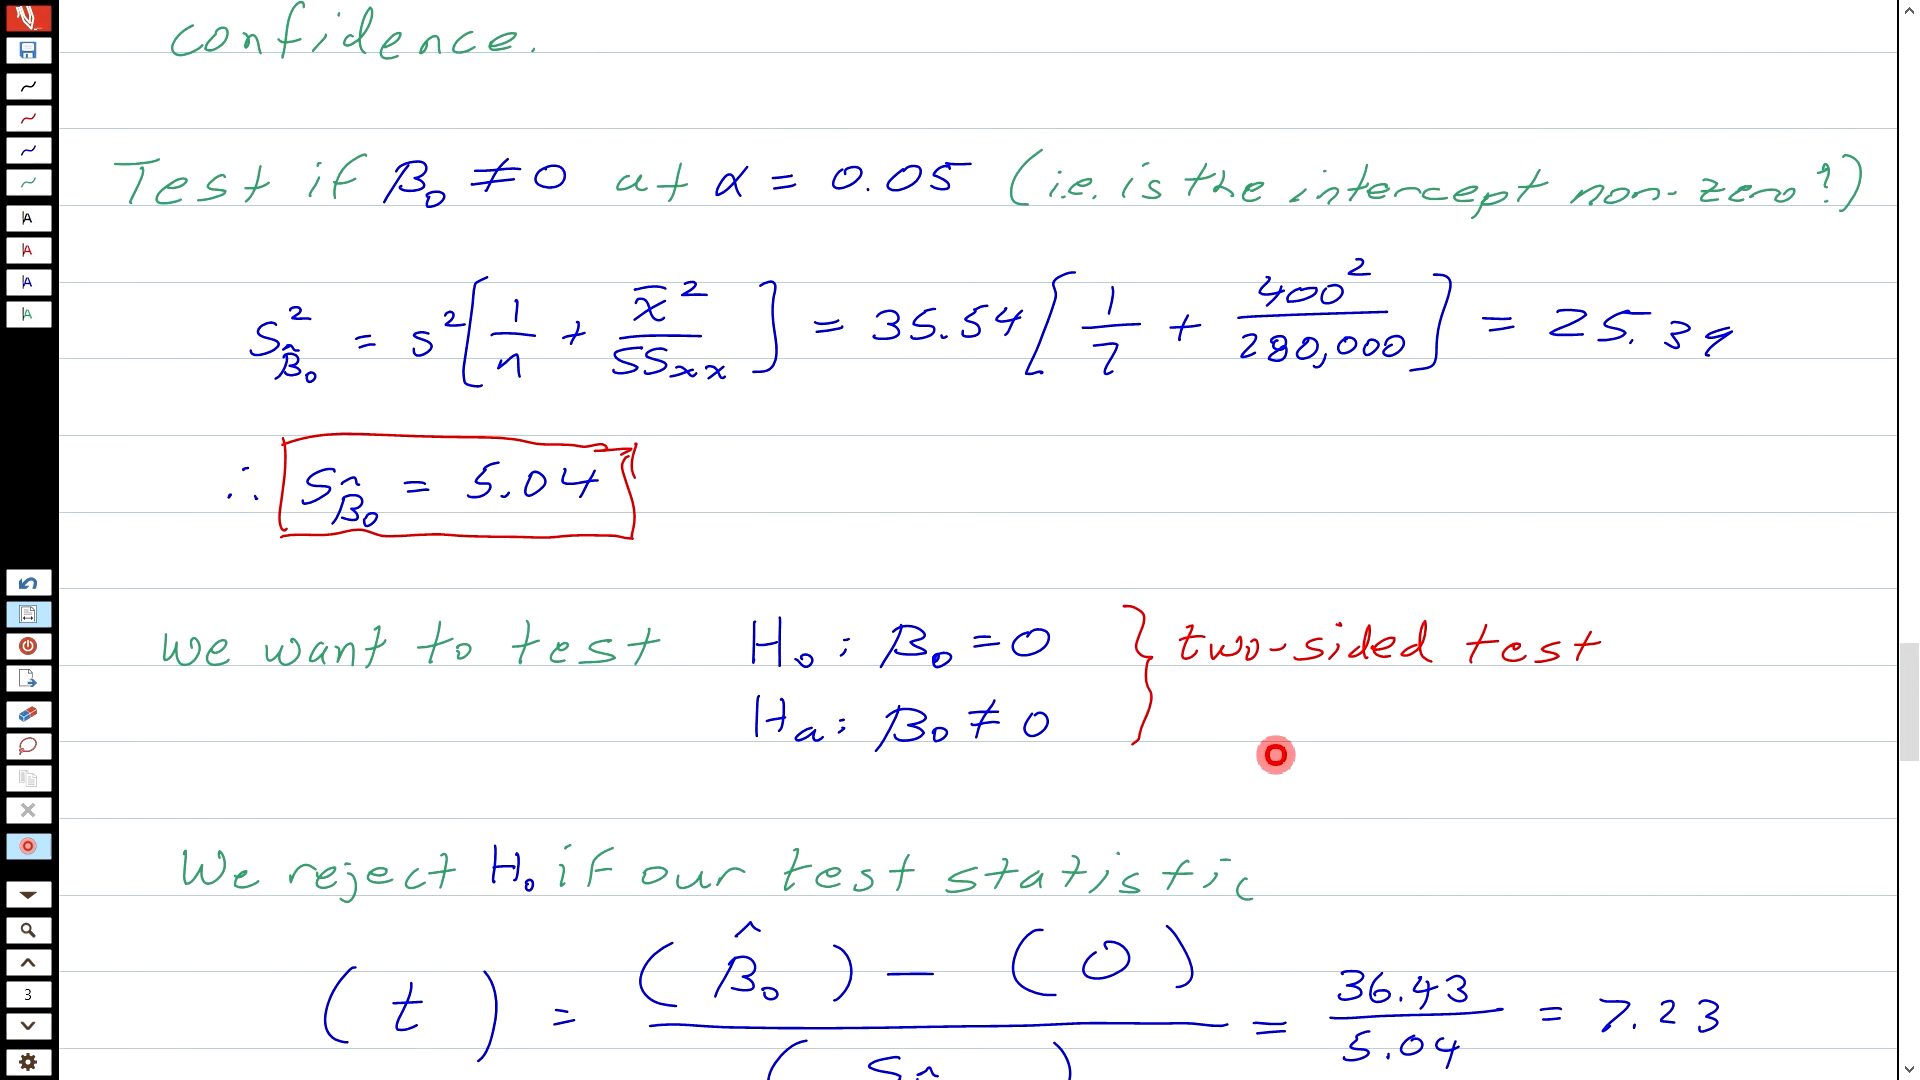 confidence.
Test if β₀ ≠ 0 at α = 0.05 (i.e. is the intercept non-zero?)
S²_β̂₀ = s² [ 1/n + x̄²/SSxx ] = 35.54 [ 1/7 + 400²/280,000 ] = 25.39
∴ S_β̂₀ = 5.04
We want to test H₀: β₀ = 0 } two-sided test
Hₐ: β₀ ≠ 0
We reject H₀ if our test statistic
(t) = (β̂₀) - (0) / (S ) = 36.43/5.04 = 7.23
A
A
A
A
3